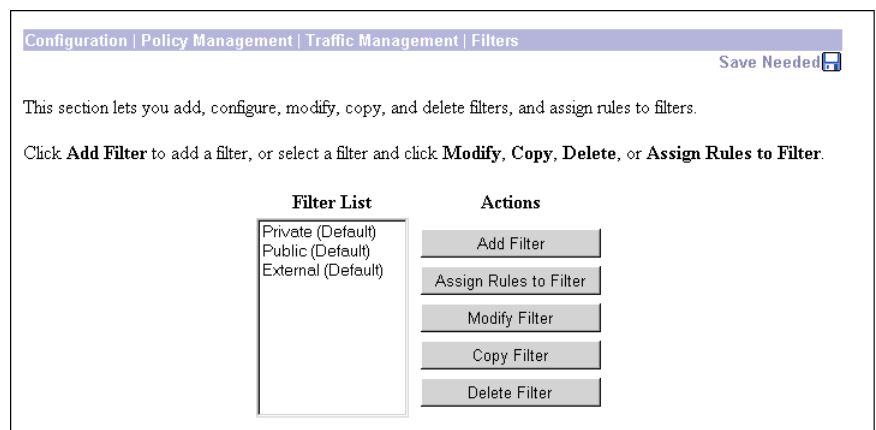 Configuration | Policy Management | Traffic Management | Filters
Save Needed
This section lets you add, configure, modify, copy, and delete filters, and assign rules to filters.
Click Add Filter to add a filter, or select a filter and click Modify, Copy, Delete, or Assign Rules to Filter.
Filter List
Actions
Private (Default)
Public (Default)
External (Default)
Add Filter
Assign Rules to Filter
Modify Filter
Copy Filter
Delete Filter